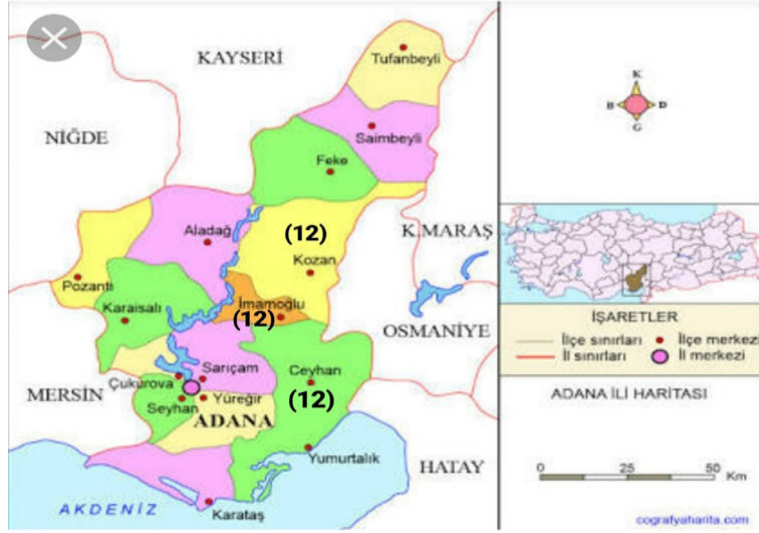 KAYSERİ
Tufanbeyli
NİĞDE
Saimbeyli
Feke
Aladağ
(12)
K.MARAŞ
Kozan
Pozantı
Karaisalı
İmamoğlu
(12)
OSMANİYE
Sarıçam
Ceyhan
MERSİN
Çukurova
Seyhan
Yüreğir
(12)
ADANA
Yumurtalık
HATAY
AKDENİZ
Karataş
K
B D
G
İŞARETLER
İlçe sınırları İlçe merkezi
İl sınırları İl merkezi
ADANA İLİ HARİTASI
0 25 50 Km
cografyaharita.com